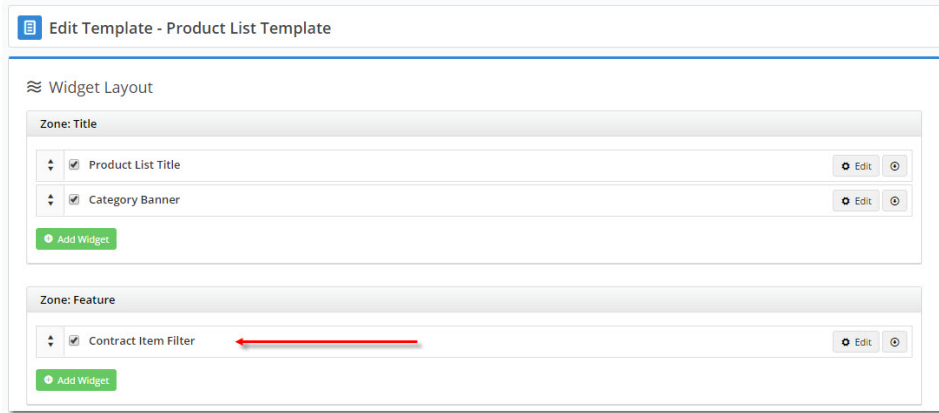 Edit Template - Product List Template
Widget Layout
Zone: Title
Product List Title Edit
Category Banner Edit
Add Widget
Zone: Feature
Contract Item Filter Edit
Add Widget